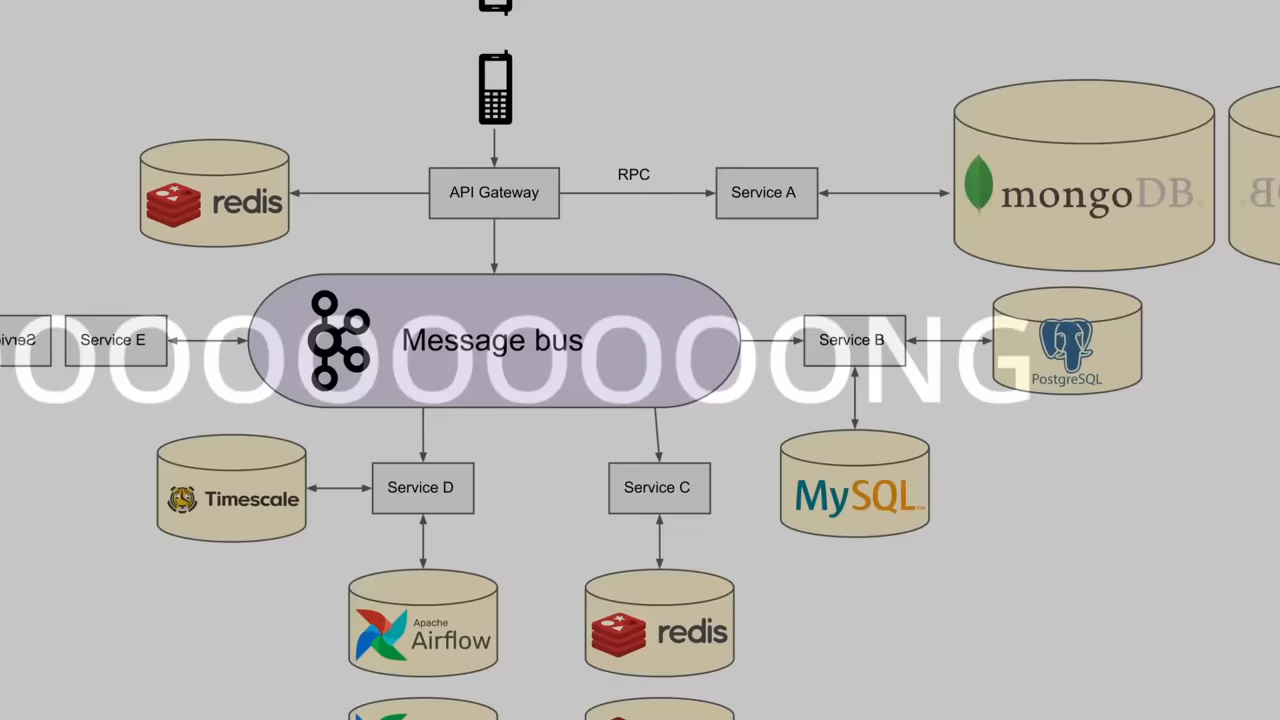 RPC
API Gateway
Service A
redis
mongoDB
Message bus
Service E
Service B
PostgreSQL
OOOOOOOOOONG
Timescale
Service D
Service C
MySQL
Apache
Airflow
redis